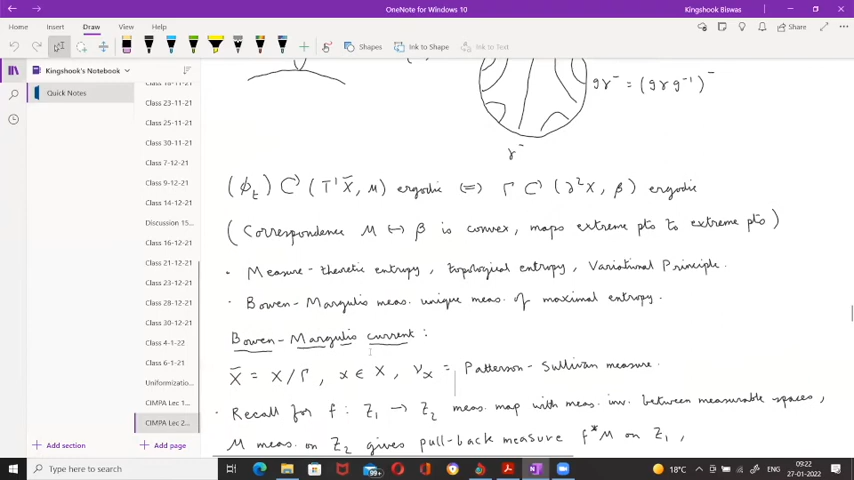 OneNote for Windows 10
Kingshook Biswas
Home Insert Draw View Help
Share
Shapes
Ink to Shape
Ink to Text
Kingshook's Notebook
Quick Notes
Class 23-11-21
Class 25-11-21
Class 30-11-21
Class 7-12-21
Class 9-12-21
Class 14-12-21
Discussion 15...
Class 16-12-21
Class 21-12-21
Class 23-12-21
Class 28-12-21
Class 30-12-21
Class 4-1-22
Class 6-1-21
Uniformizatio...
CIMPA Lec 1...
CIMPA Lec 2...
Add section
Add page
gγ⁻ = (gγg⁻¹)⁻
γ⁻
(ϕₜ) ↻ (T¹X̄, μ) ergodic ⟺ Γ ↻ (∂²X, β) ergodic
(Correspondence μ ↔ β is convex, maps extreme pts to extreme pts)
• Measure-theoretic entropy, topological entropy, Variational Principle.
• Bowen-Margulis meas. unique meas. of maximal entropy.
Bowen-Margulis current:
X̄ = X/Γ, x ∈ X, νₓ = Patterson-Sullivan measure.
• Recall for f: Z₁ → Z₂ meas. map with meas. inv. between measurable spaces,
μ meas. on Z₂ gives pull-back measure f*μ on Z₁,
Type here to search
99+
18°C
ENG
09:22
27-01-2022